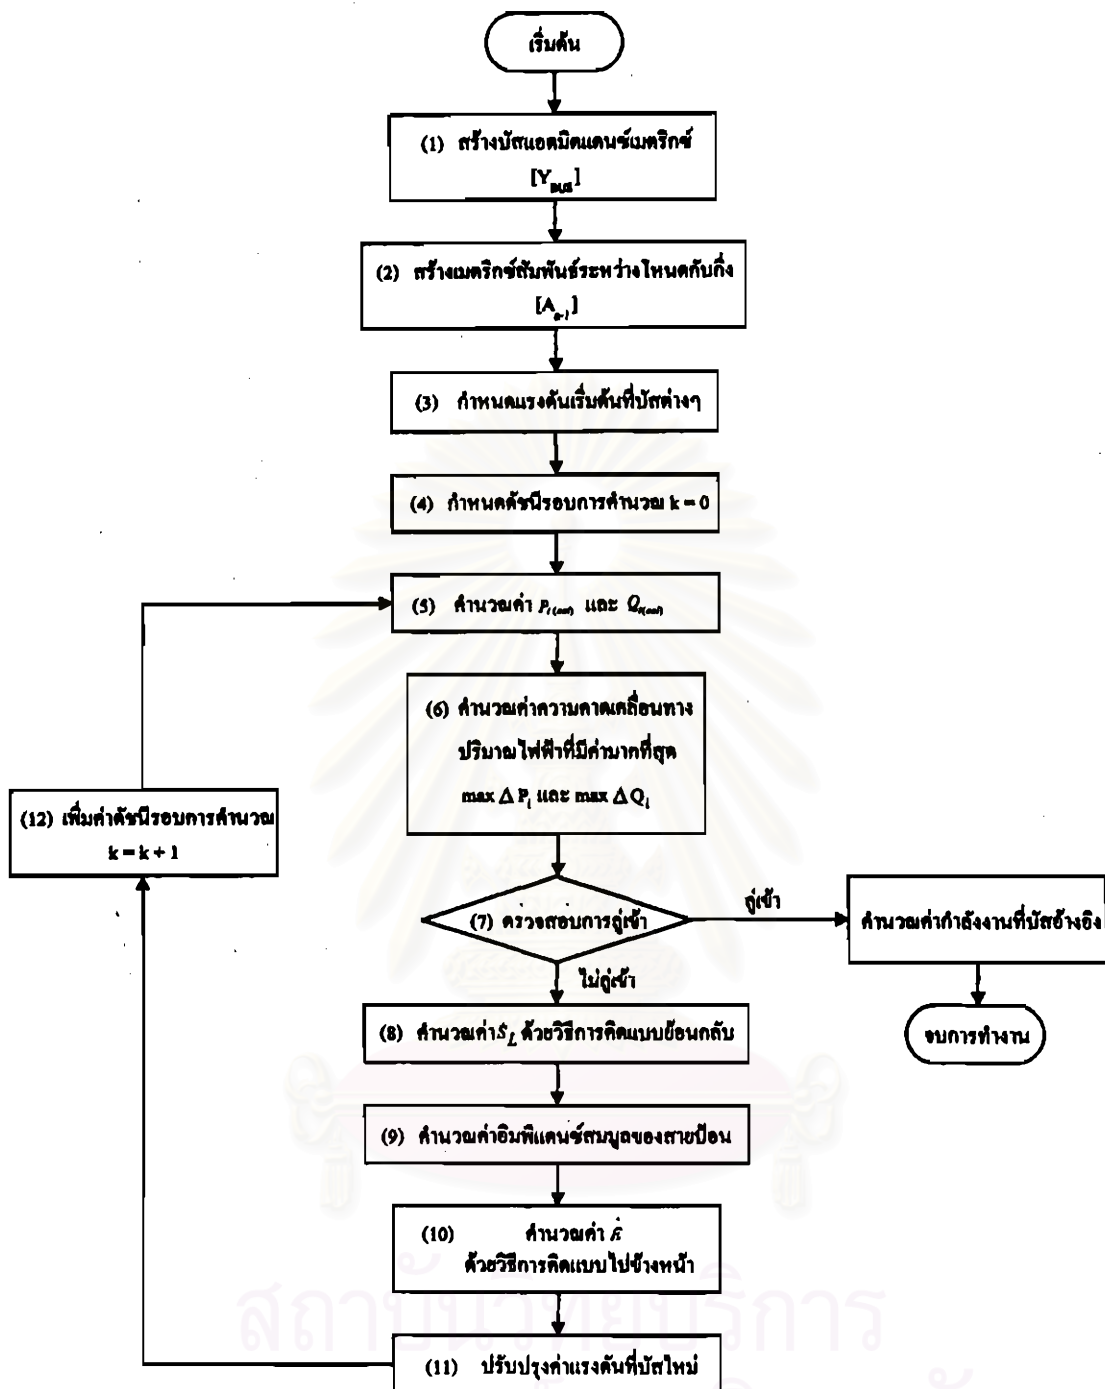 เริ่มต้น
(1) สร้างบัสแอดมิตแตนซ์เมตริกซ์
[Y_BUS]
(2) สร้างเมตริกซ์สัมพันธ์ระหว่างโหนดกับกิ่ง
[A_n-l]
(3) กำหนดแรงดันเริ่มต้นที่บัสต่างๆ
(4) กำหนดดัชนีรอบการคำนวณ k = 0
(5) คำนวณค่า P_i(cal) และ Q_i(cal)
(6) คำนวณค่าความคาดเคลื่อนทาง
ปริมาณไฟฟ้าที่มีค่ามากที่สุด
max Δ P_i และ max Δ Q_i
(12) เพิ่มค่าดัชนีรอบการคำนวณ
k = k + 1
(7) ตรวจสอบการลู่เข้า
ลู่เข้า
คำนวณค่ากำลังงานที่บัสอ้างอิง
ไม่ลู่เข้า
จบการทำงาน
(8) คำนวณค่า S_L ด้วยวิธีการคิดแบบย้อนกลับ
(9) คำนวณค่าอิมพีแดนซ์สมมูลของสายป้อน
(10) คำนวณค่า
ด้วยวิธีการคิดแบบไปข้างหน้า
(11) ปรับปรุงค่าแรงดันที่บัสใหม่
สถาบันวิทยบริการ